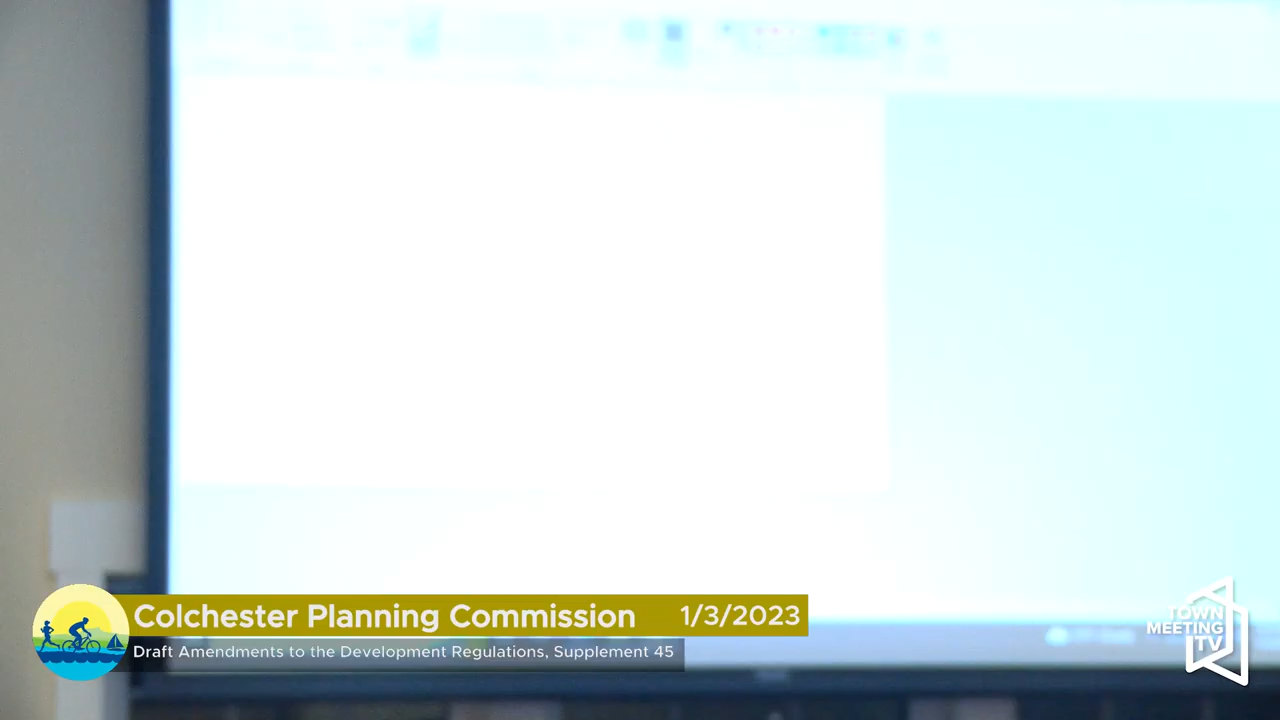 Colchester Planning Commission 1/3/2023
Draft Amendments to the Development Regulations, Supplement 45
TOWN
MEETING
TV